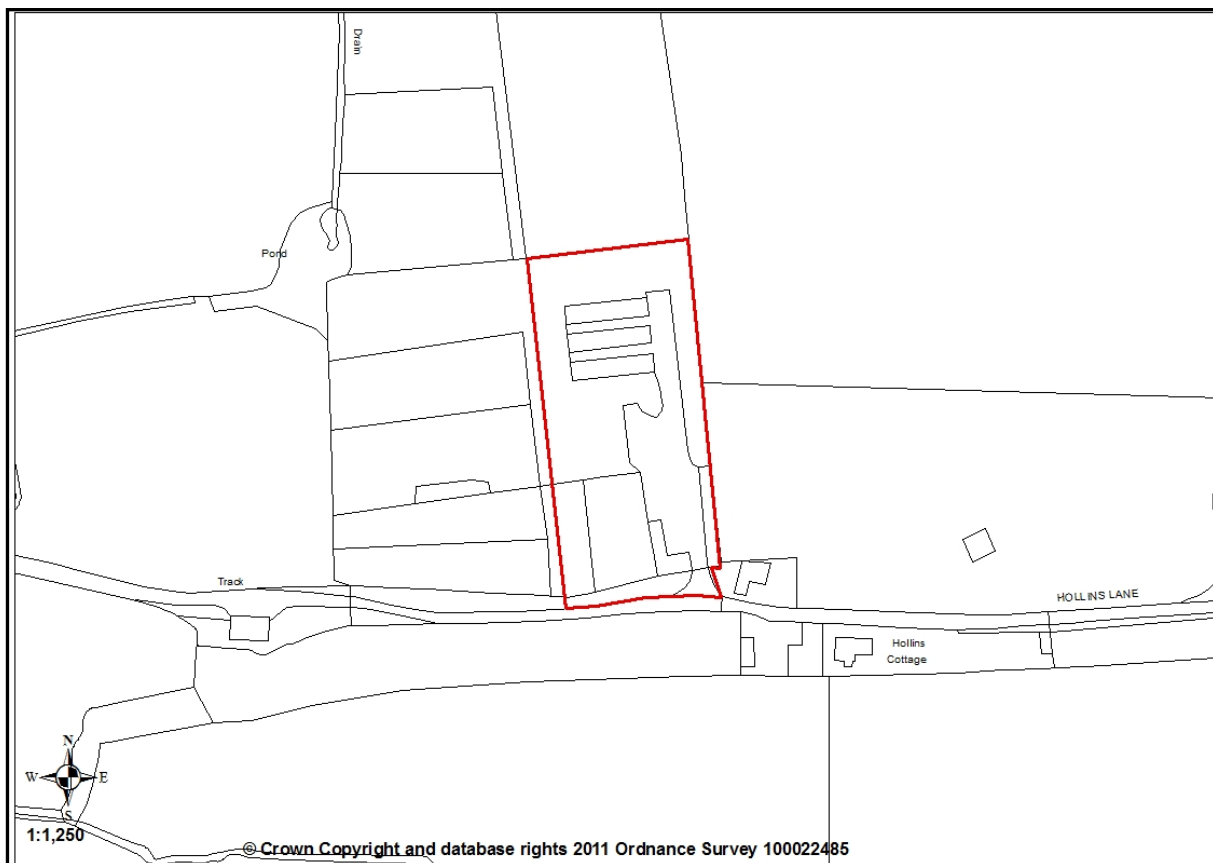 Drain
Pond
Track
HOLLINS LANE
Hollins
Cottage
N
W E
S
1:1,250
© Crown Copyright and database rights 2011 Ordnance Survey 100022485